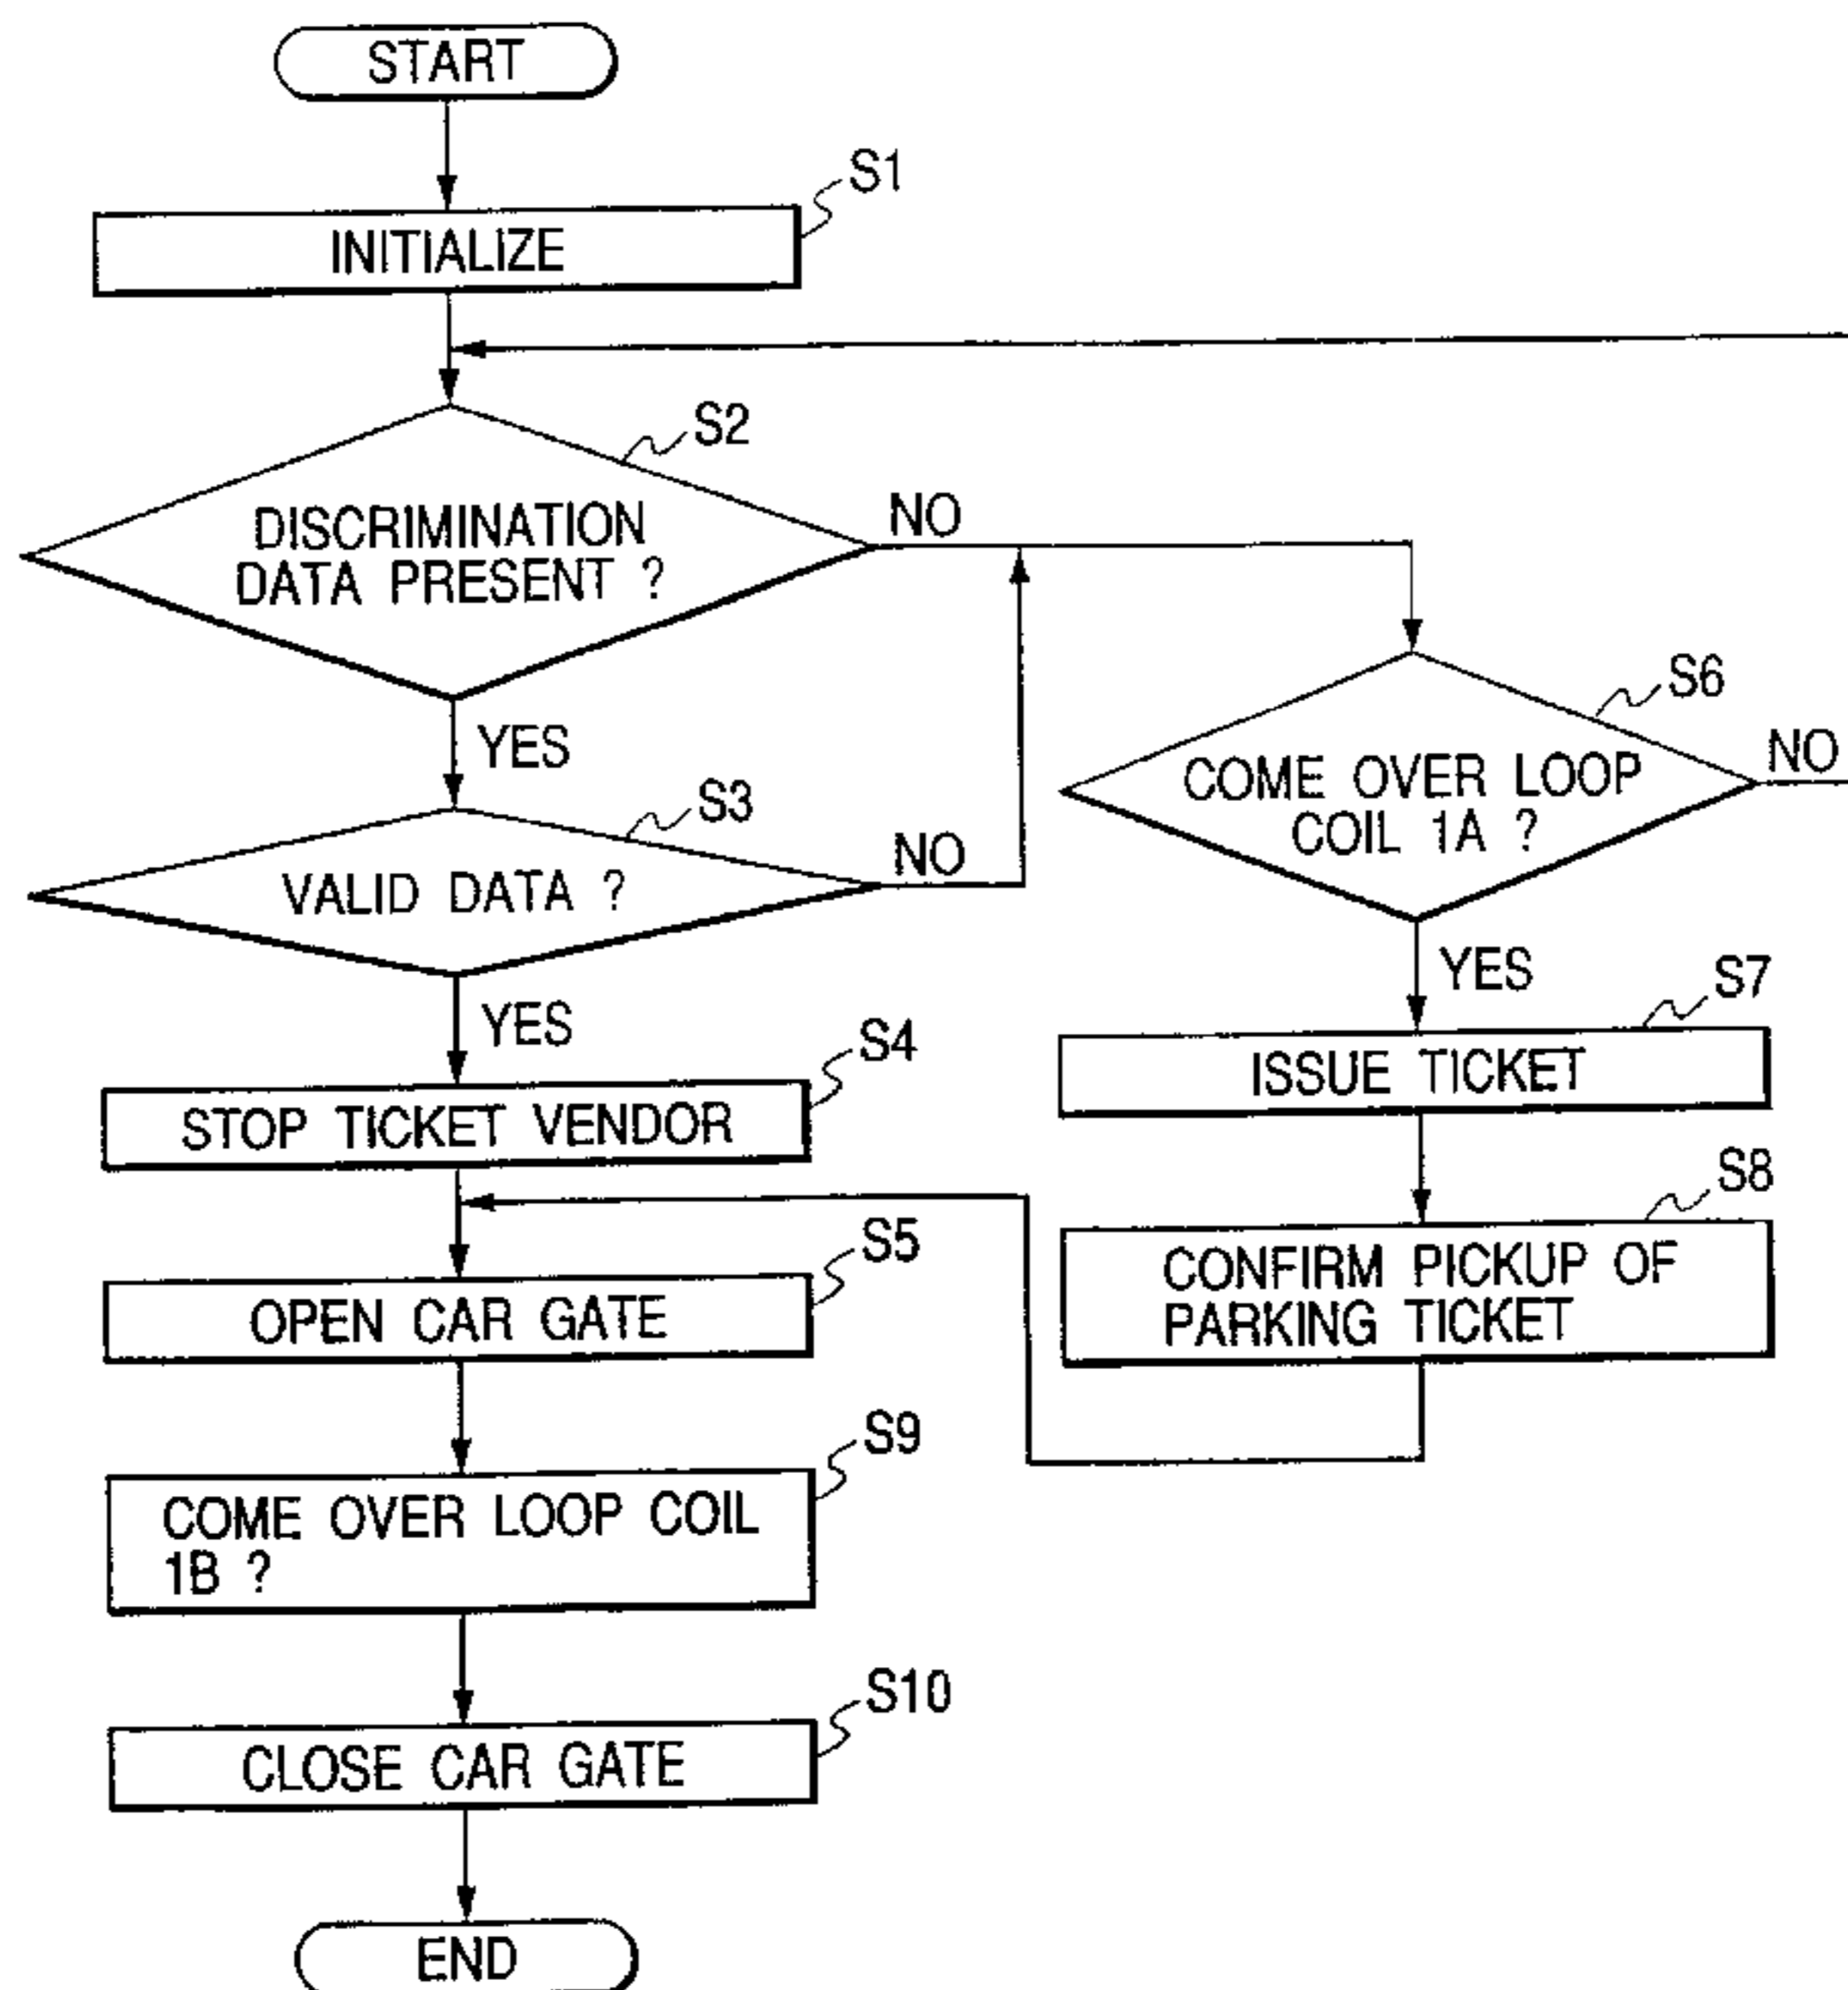 START
S1
INITIALIZE
S2
DISCRIMINATION
DATA PRESENT ?
NO
YES
S3
VALID DATA ?
NO
YES
S4
STOP TICKET VENDOR
S5
OPEN CAR GATE
S9
COME OVER LOOP COIL
1B ?
S10
CLOSE CAR GATE
END
S6
COME OVER LOOP
COIL 1A ?
NO
YES
S7
ISSUE TICKET
S8
CONFIRM PICKUP OF
PARKING TICKET